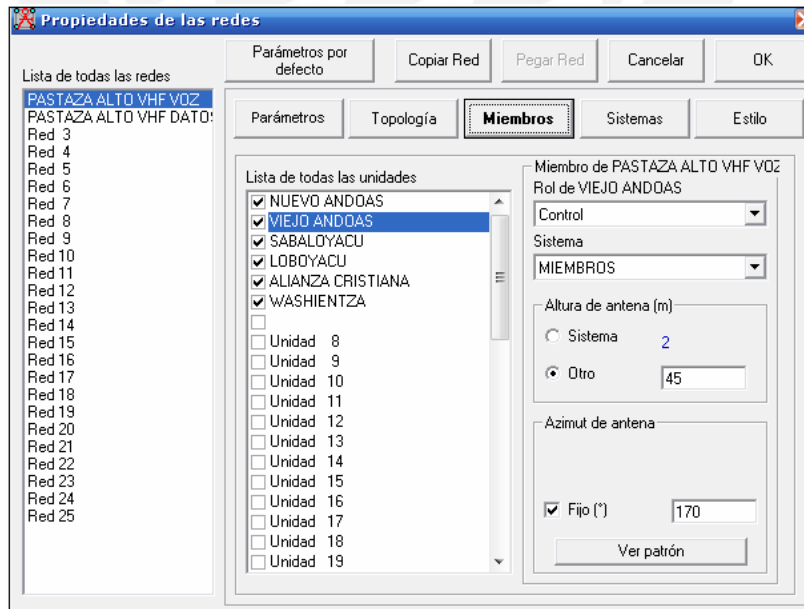 Propiedades de las redes
Lista de todas las redes
Parámetros por defecto
Copiar Red
Pegar Red
Cancelar
OK
PASTAZA ALTO VHF VOZ
PASTAZA ALTO VHF DATOS
Red 3
Red 4
Red 5
Red 6
Red 7
Red 8
Red 9
Red 10
Red 11
Red 12
Red 13
Red 14
Red 15
Red 16
Red 17
Red 18
Red 19
Red 20
Red 21
Red 22
Red 23
Red 24
Red 25
Parámetros
Topología
Miembros
Sistemas
Estilo
Lista de todas las unidades
NUEVO ANDOAS
VIEJO ANDOAS
SABALOYACU
LOBOYACU
ALIANZA CRISTIANA
WASHIENTZA
Unidad 8
Unidad 9
Unidad 10
Unidad 11
Unidad 12
Unidad 13
Unidad 14
Unidad 15
Unidad 16
Unidad 17
Unidad 18
Unidad 19
Miembro de PASTAZA ALTO VHF VOZ
Rol de VIEJO ANDOAS
Control
Sistema
MIEMBROS
Altura de antena (m)
Sistema 2
Otro 45
Azimut de antena
Fijo (°) 170
Ver patrón